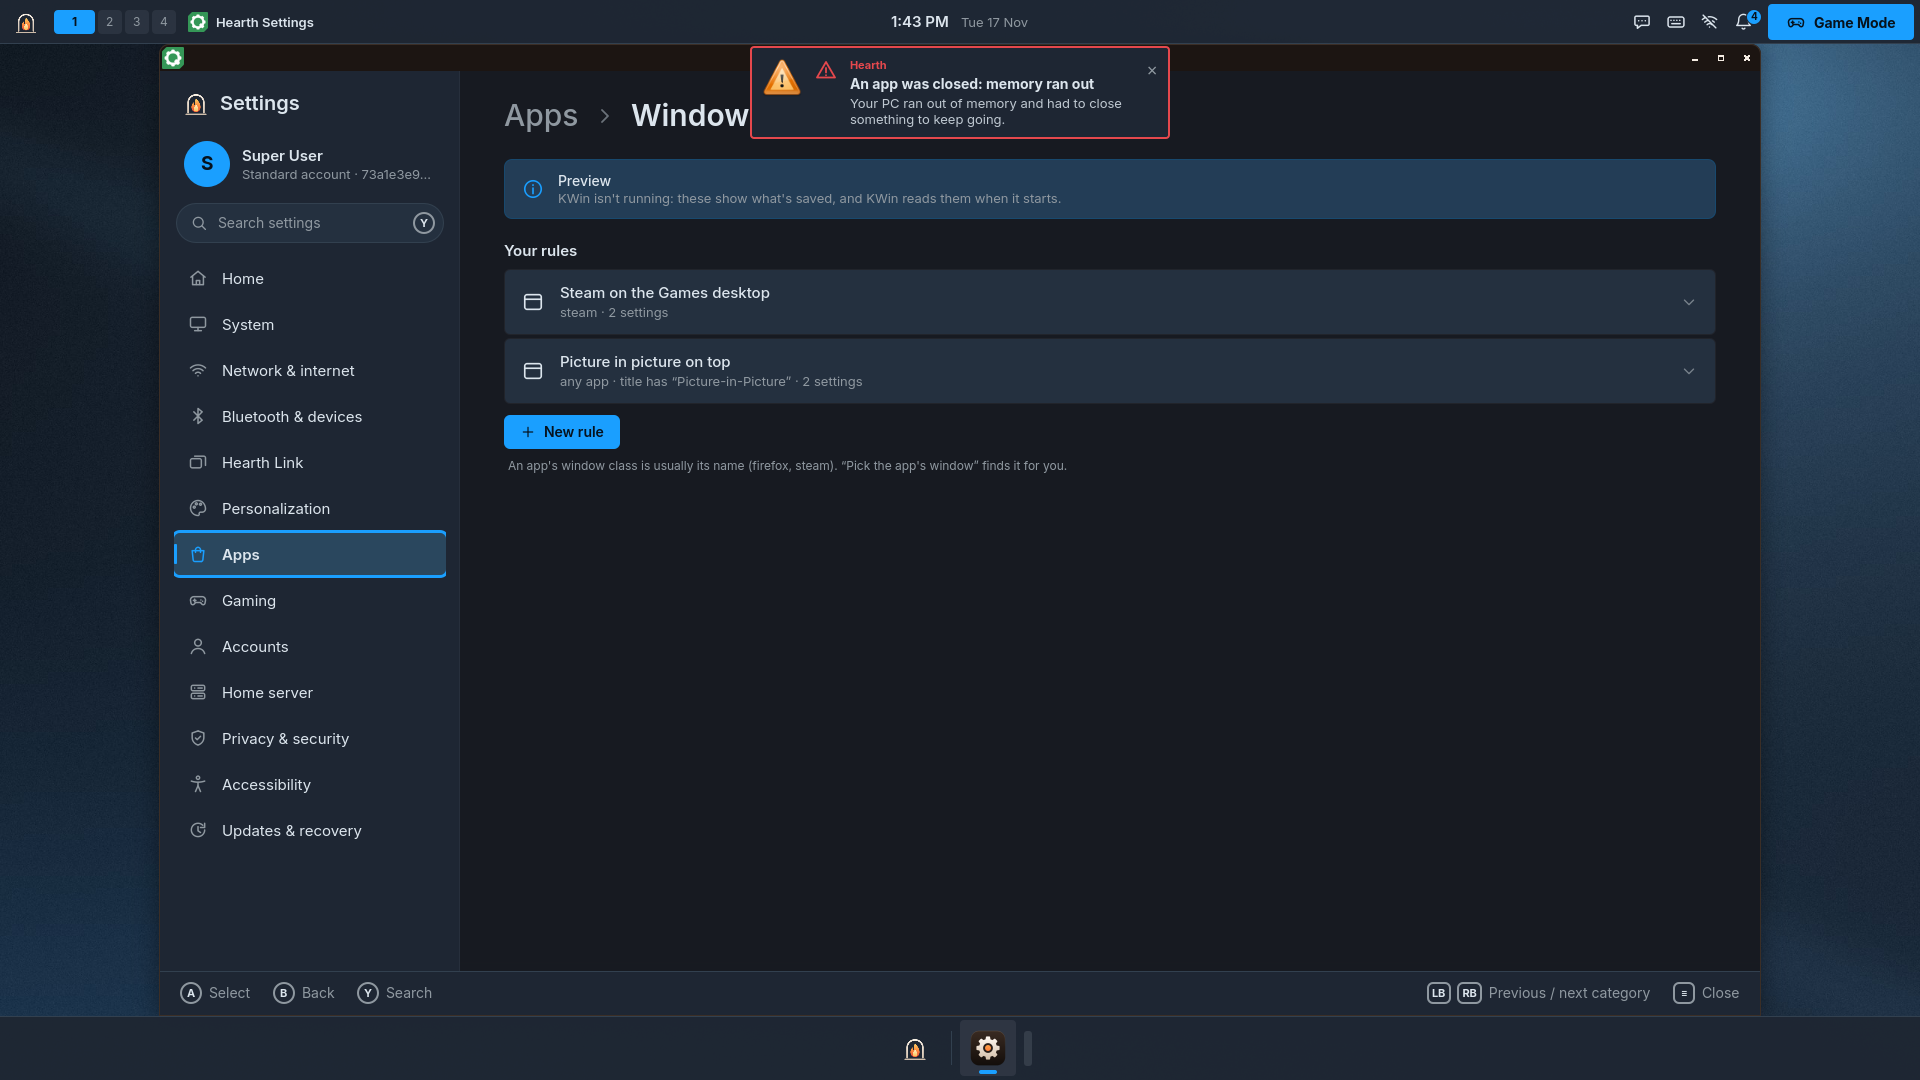 1 2 3 4 Hearth Settings
1:43 PM Tue 17 Nov
4
Game Mode
Hearth
An app was closed: memory ran out
Your PC ran out of memory and had to close
something to keep going.
Settings
S
Super User
Standard account · 73a1e3e9...
Search settings Y
Home
System
Network & internet
Bluetooth & devices
Hearth Link
Personalization
Apps
Gaming
Accounts
Home server
Privacy & security
Accessibility
Updates & recovery
Apps > Window
Preview
KWin isn't running: these show what's saved, and KWin reads them when it starts.
Your rules
Steam on the Games desktop
steam · 2 settings
Picture in picture on top
any app · title has “Picture-in-Picture” · 2 settings
+ New rule
An app's window class is usually its name (firefox, steam). “Pick the app's window” finds it for you.
A Select B Back Y Search
LB RB Previous / next category ≡ Close